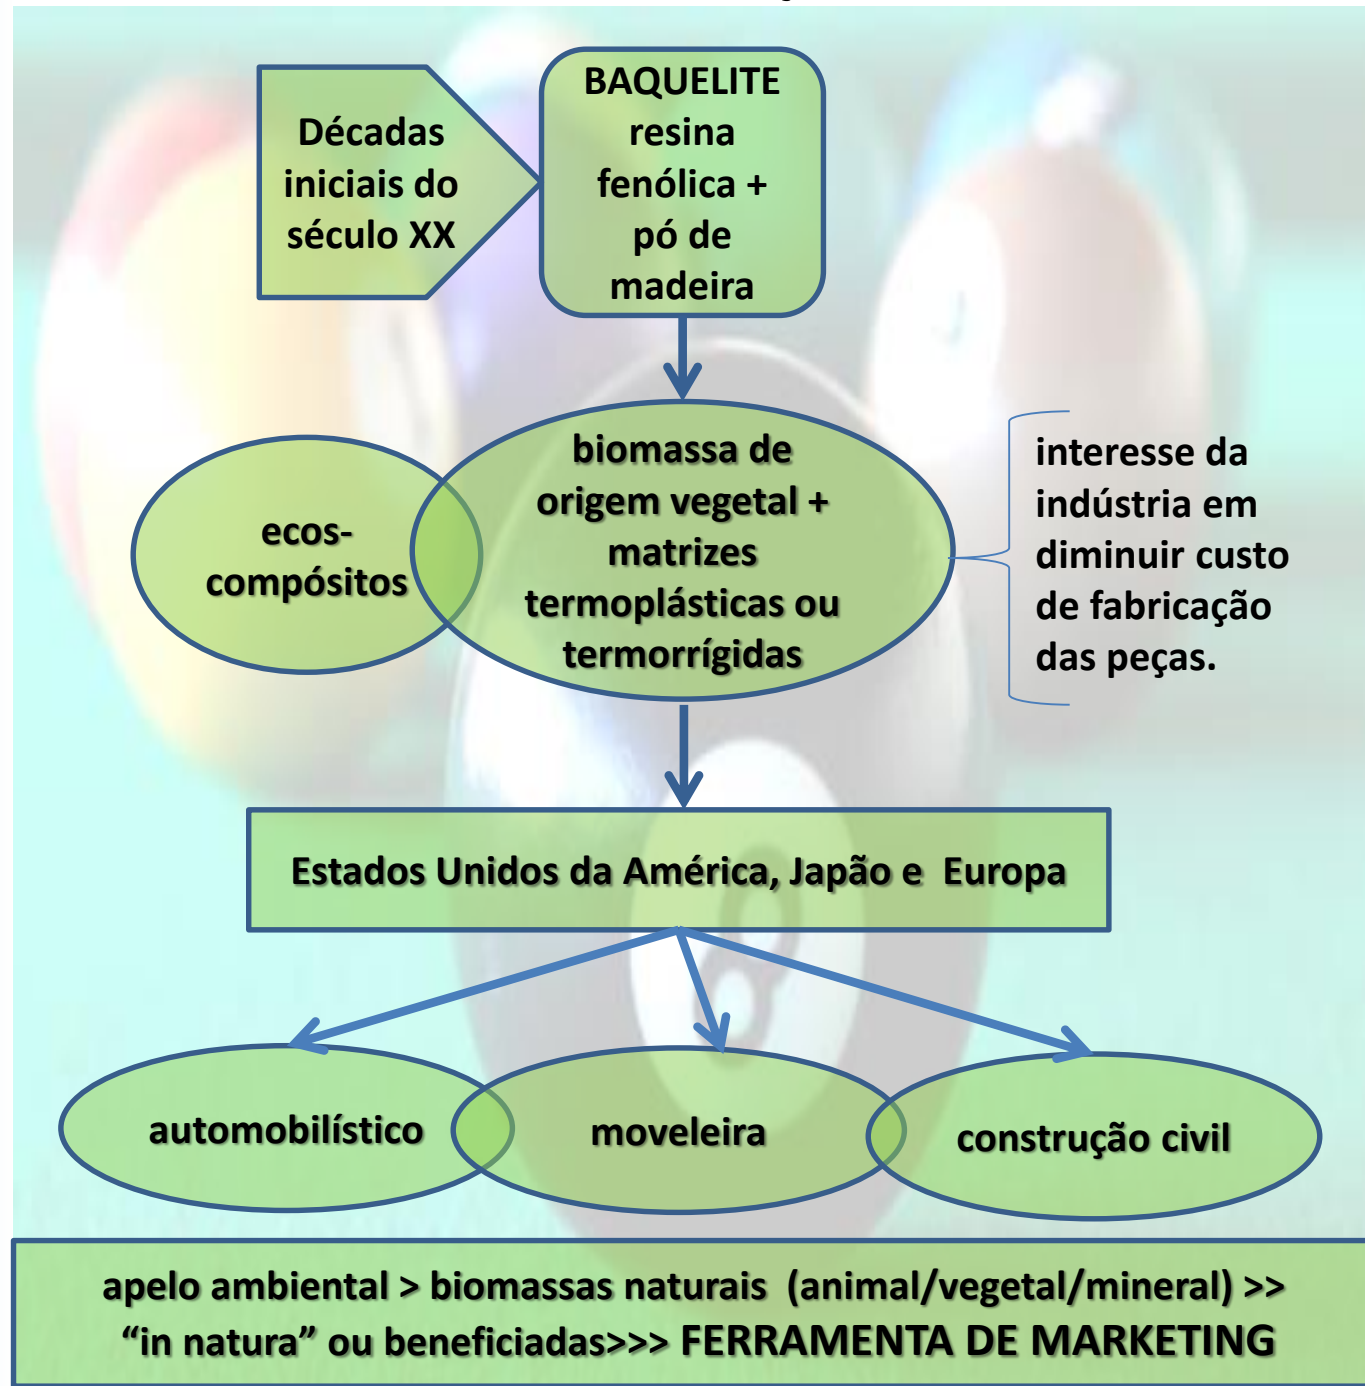 Décadas
iniciais do
século XX
BAQUELITE
resina
fenólica +
pó de
madeira
ecos-
compósitos
biomassa de
origem vegetal +
matrizes
termoplásticas ou
termorrígidas
interesse da
indústria em
diminuir custo
de fabricação
das peças.
Estados Unidos da América, Japão e Europa
automobilístico
moveleira
construção civil
apelo ambiental > biomassas naturais (animal/vegetal/mineral) >>
“in natura” ou beneficiadas>>> FERRAMENTA DE MARKETING